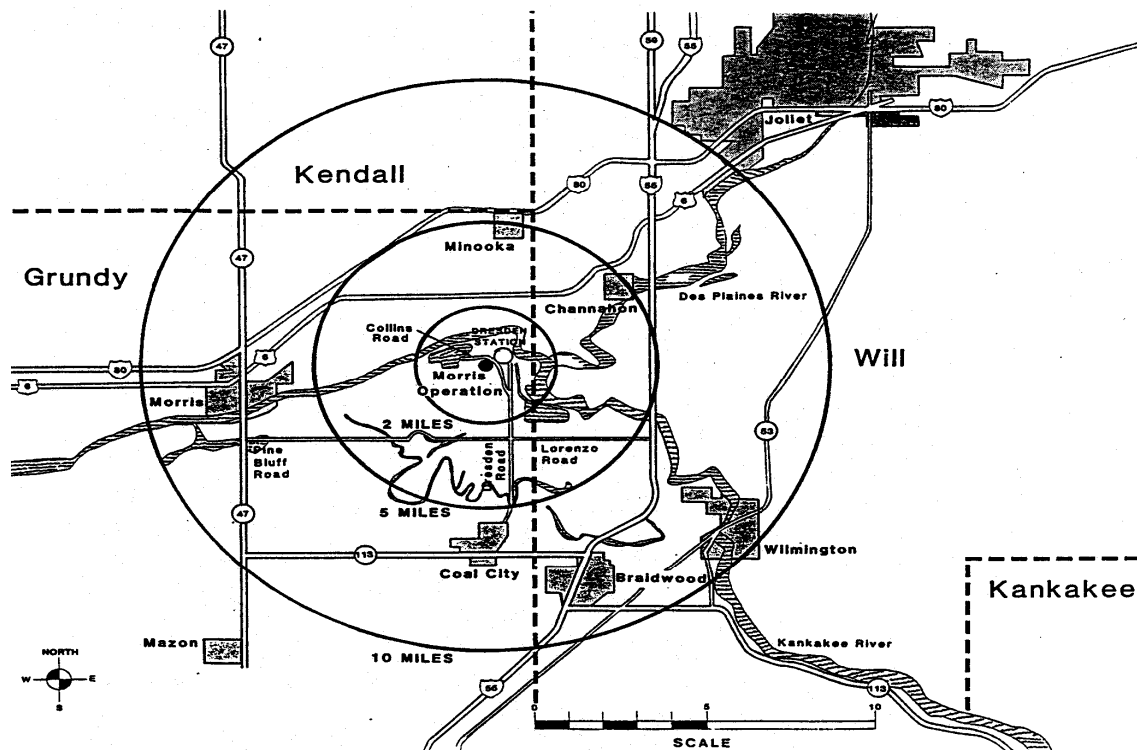 47
50
55
Joliet
80
Kendall
80
55
6
Minooka
47
Grundy
Channahon
Des Plaines River
Collins
Road
DRESDEN
STATION
6
80
6
Morris
Operation
Will
Morris
2 MILES
53
Pine
Bluff
Road
Dresden
Road
Lorenzo
Road
5 MILES
47
113
Coal City
Braidwood
Wilmington
Kankakee
Mazon
10 MILES
Kankakee River
NORTH
W
E
S
55
113
0
5
10
SCALE